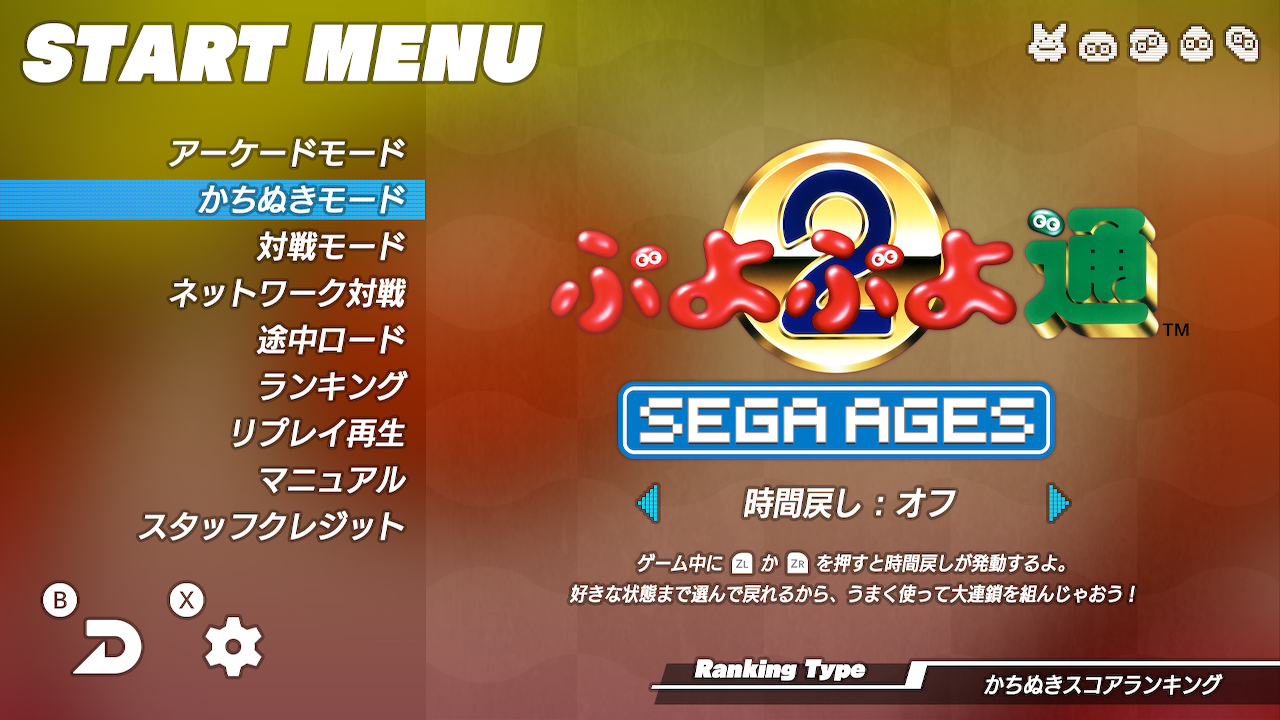 START MENU
アーケードモード
かちぬきモード
対戦モード
ネットワーク対戦
途中ロード
ランキング
リプレイ再生
マニュアル
スタッフクレジット
B X
2
ぷよぷよ通 TM
SEGA AGES
時間戻し：オフ
ゲーム中に ZL か ZR を押すと時間戻しが発動するよ。
好きな状態まで選んで戻れるから、うまく使って大連鎖を組んじゃおう！
Ranking Type
かちぬきスコアランキング